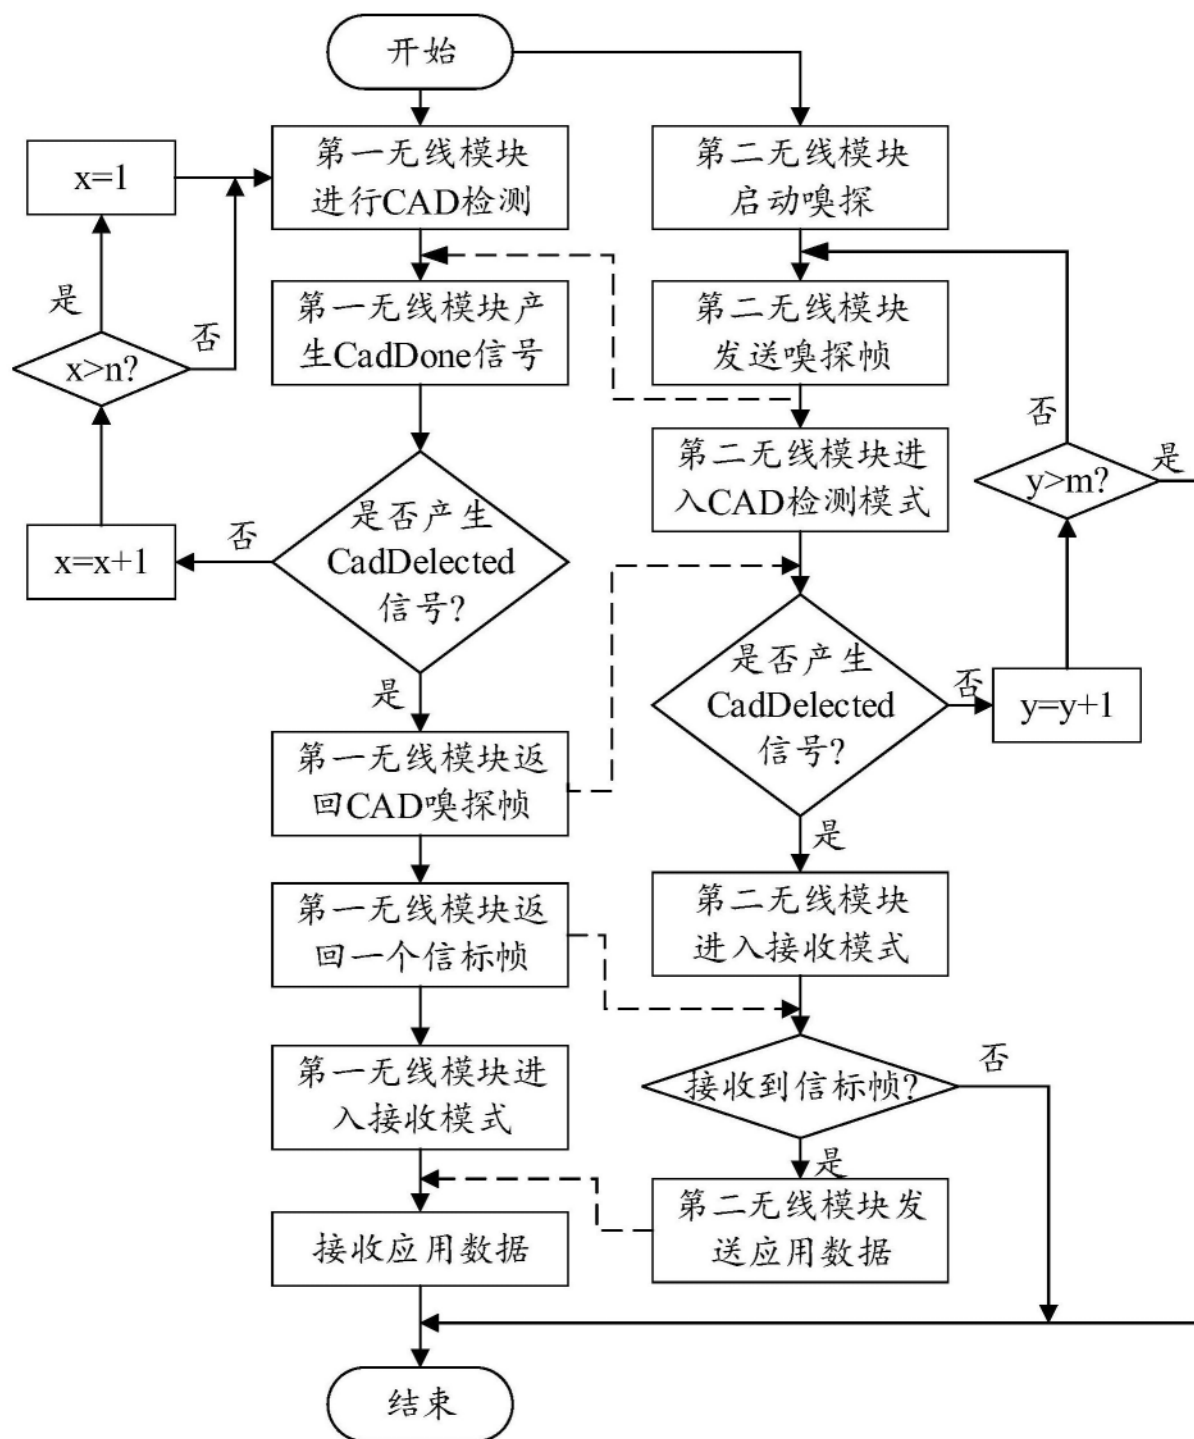 开始
第一无线模块
进行CAD检测
第二无线模块
启动嗅探
x=1
是
否
x>n?
第一无线模块产
生CadDone信号
第二无线模块
发送嗅探帧
否
y>m?
是
第二无线模块进
入CAD检测模式
x=x+1
否
是否产生
CadDelected
信号?
是
是否产生
CadDelected
信号?
否
y=y+1
第一无线模块返
回CAD嗅探帧
是
第一无线模块返
回一个信标帧
第二无线模块
进入接收模式
第一无线模块进
入接收模式
接收到信标帧?
否
是
接收应用数据
第二无线模块发
送应用数据
结束